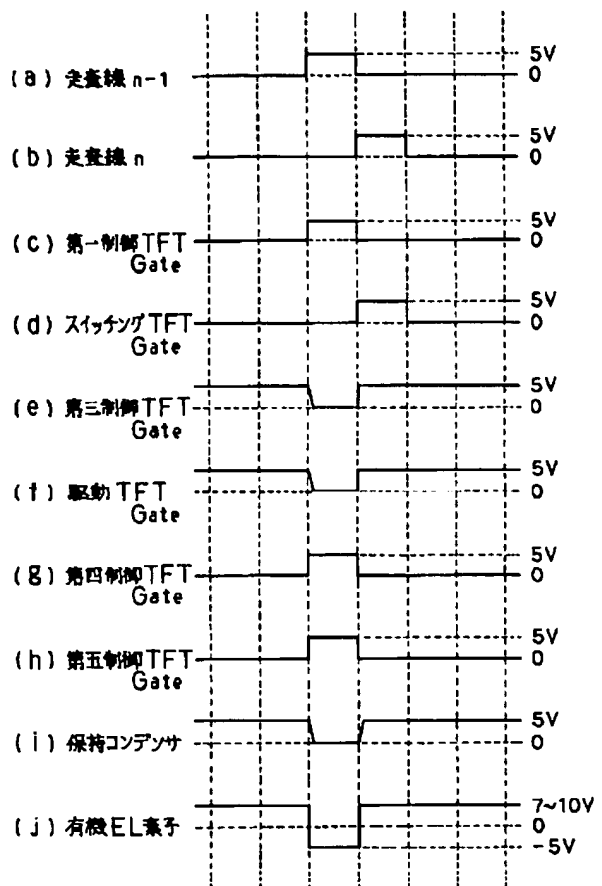 (a) 走査線 n-1
5V
0
(b) 走査線 n
5V
0
(c) 第一制御TFT
Gate
5V
0
(d) スイッチングTFT
Gate
5V
0
(e) 第三制御TFT
Gate
5V
0
(f) 駆動TFT
Gate
5V
0
(g) 第四制御TFT
Gate
5V
0
(h) 第五制御TFT
Gate
5V
0
(i) 保持コンデンサ
5V
0
(j) 有機EL素子
7~10V
0
-5V